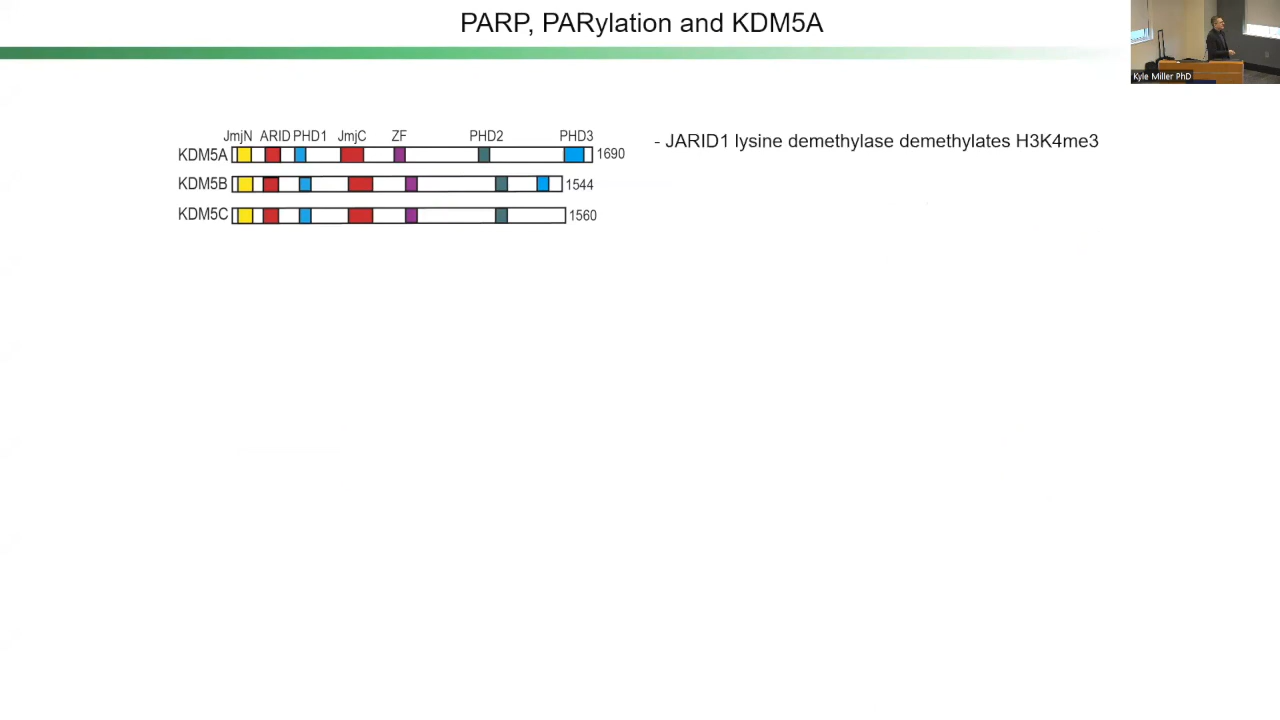 PARP, PARylation and KDM5A
Kyle Miller PhD
JmjN ARID PHD1 JmjC ZF PHD2 PHD3
KDM5A 1690
KDM5B 1544
KDM5C 1560
- JARID1 lysine demethylase demethylates H3K4me3